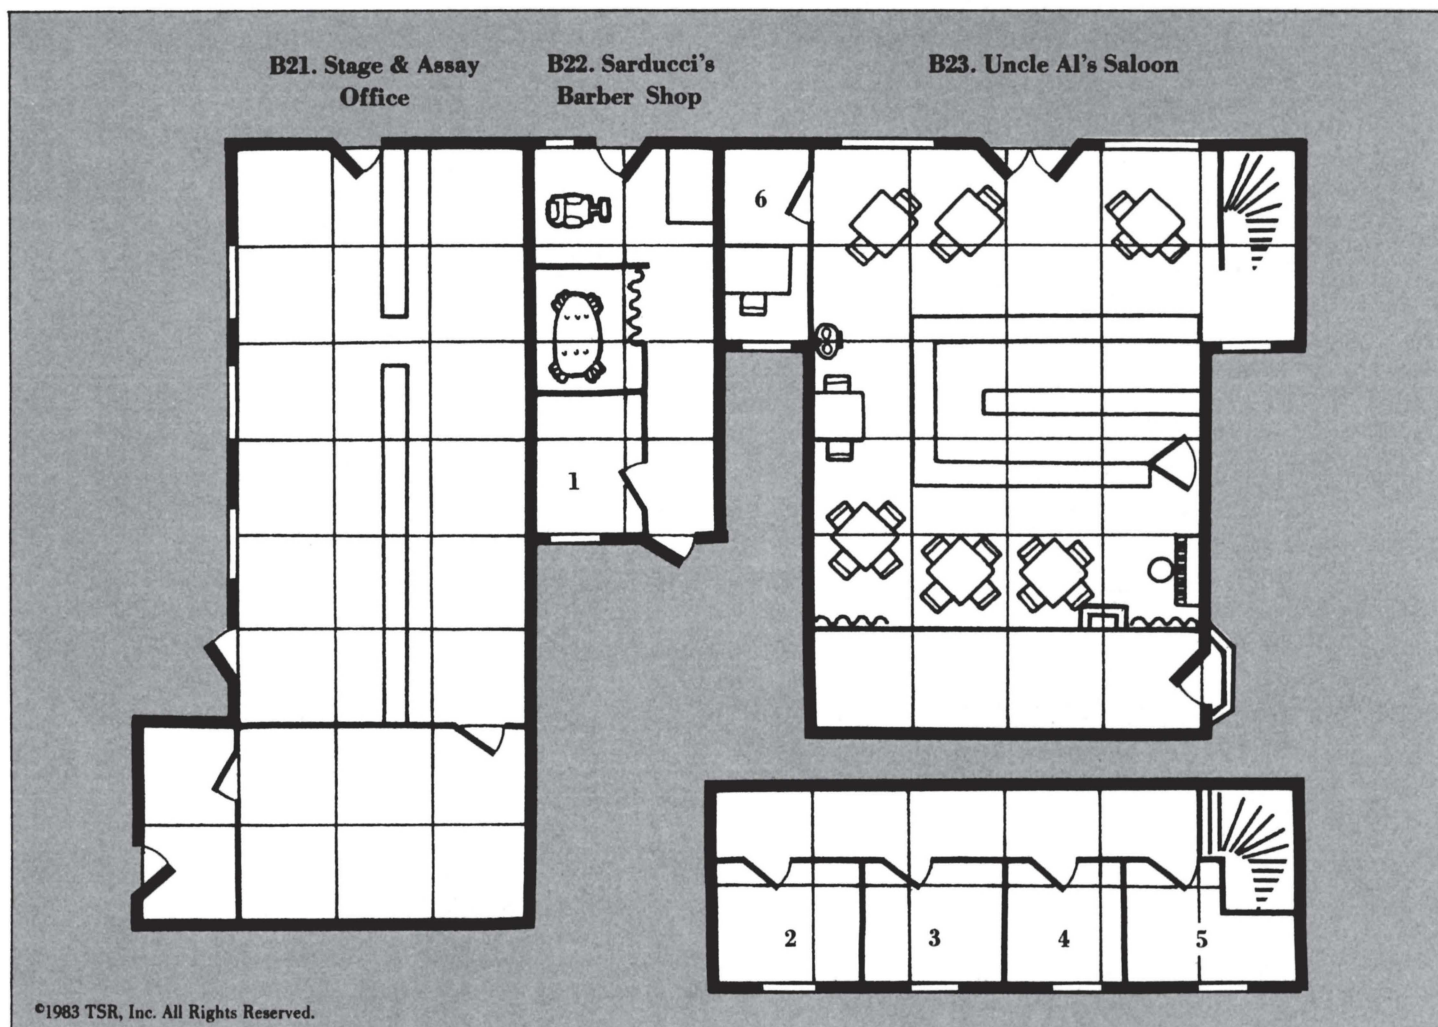 B21. Stage & Assay
Office
B22. Sarducci's
Barber Shop
B23. Uncle Al's Saloon
6
1
2
3
4
5
©1983 TSR, Inc. All Rights Reserved.